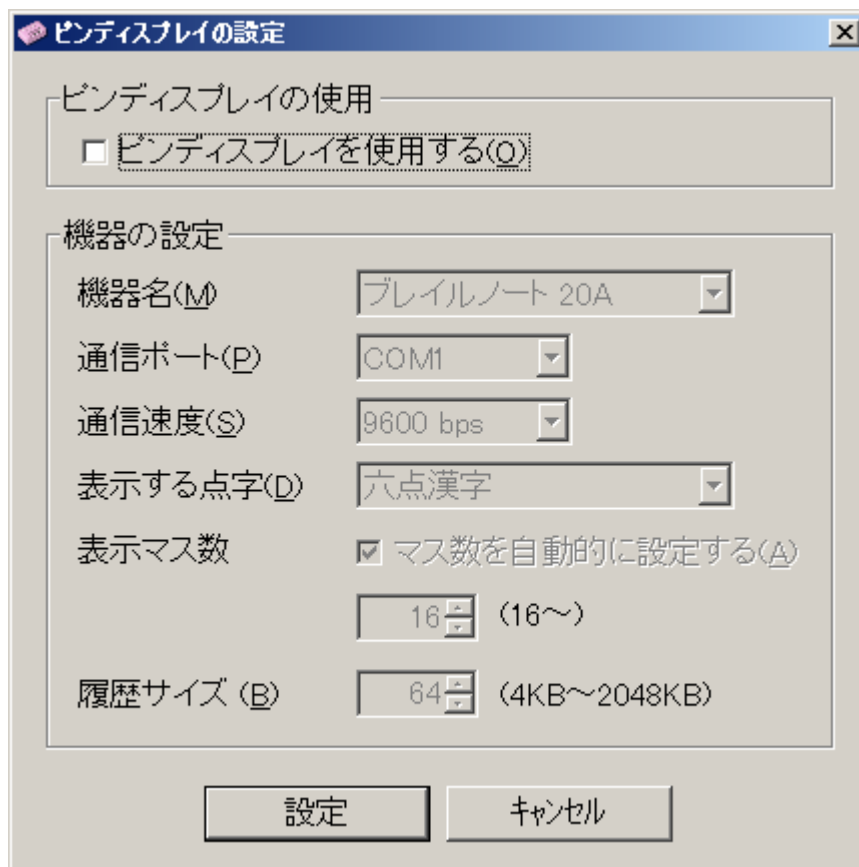 ピンディスプレイの設定
ピンディスプレイの使用
ピンディスプレイを使用する(O)
機器の設定
機器名(M) ブレイルノート 20A
通信ポート(P) COM1
通信速度(S) 9600 bps
表示する点字(D) 六点漢字
表示マス数 マス数を自動的に設定する(A)
16 (16～)
履歴サイズ (B) 64 (4KB～2048KB)
設定 キャンセル